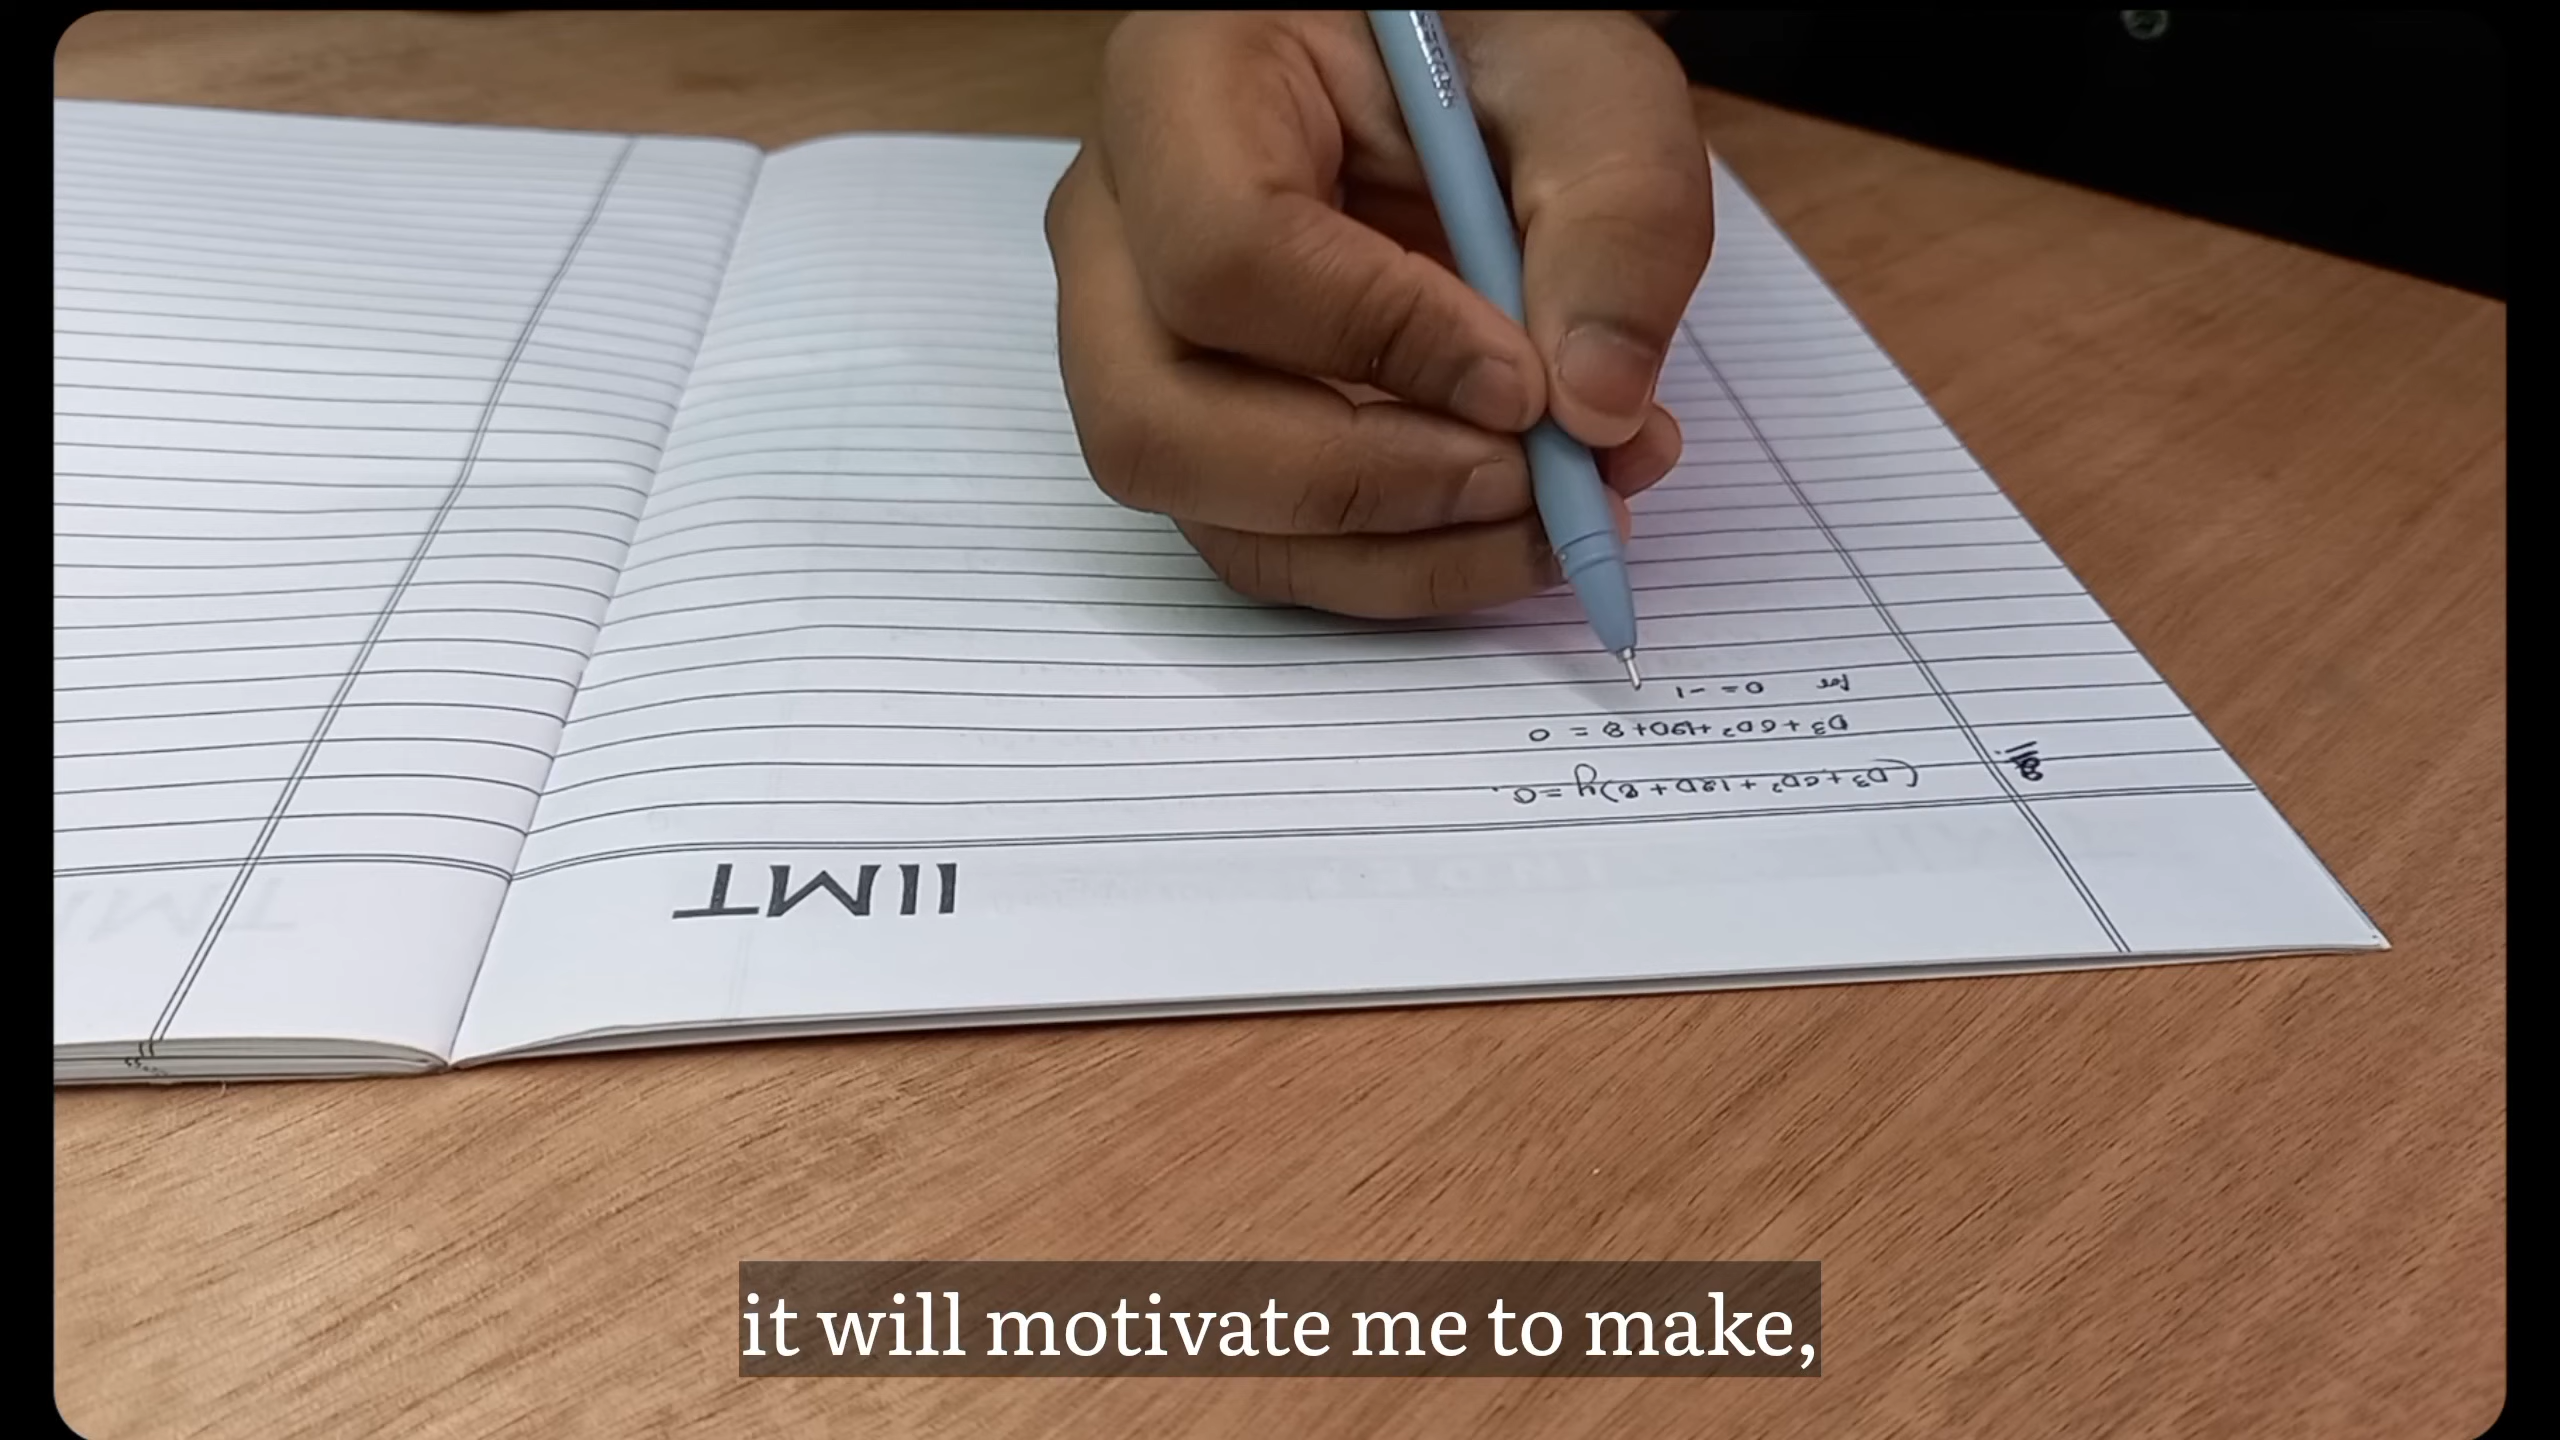 IIMT
(D³+6D²+12D+8)y=0.
D³+6D²+12D+8 = 0
for D = -1
it will motivate me to make,